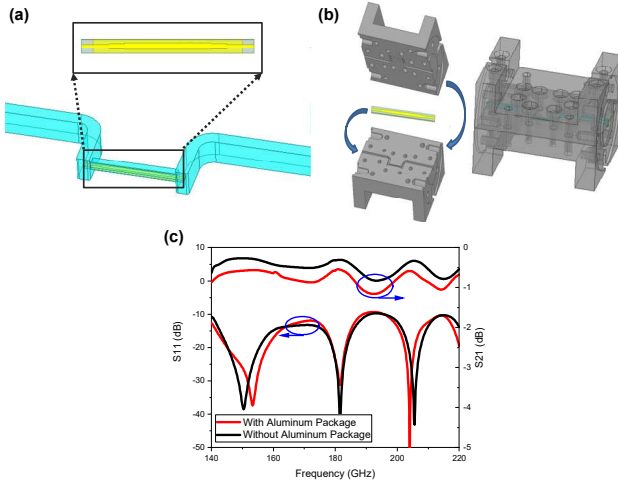 (a)
(b)
(c)
10
0
-10
-20
-30
-40
-50
S11 (dB)
0
-1
-2
-3
-4
-5
S21 (dB)
With Aluminum Package
Without Aluminum Package
140 160 180 200 220
Frequency (GHz)